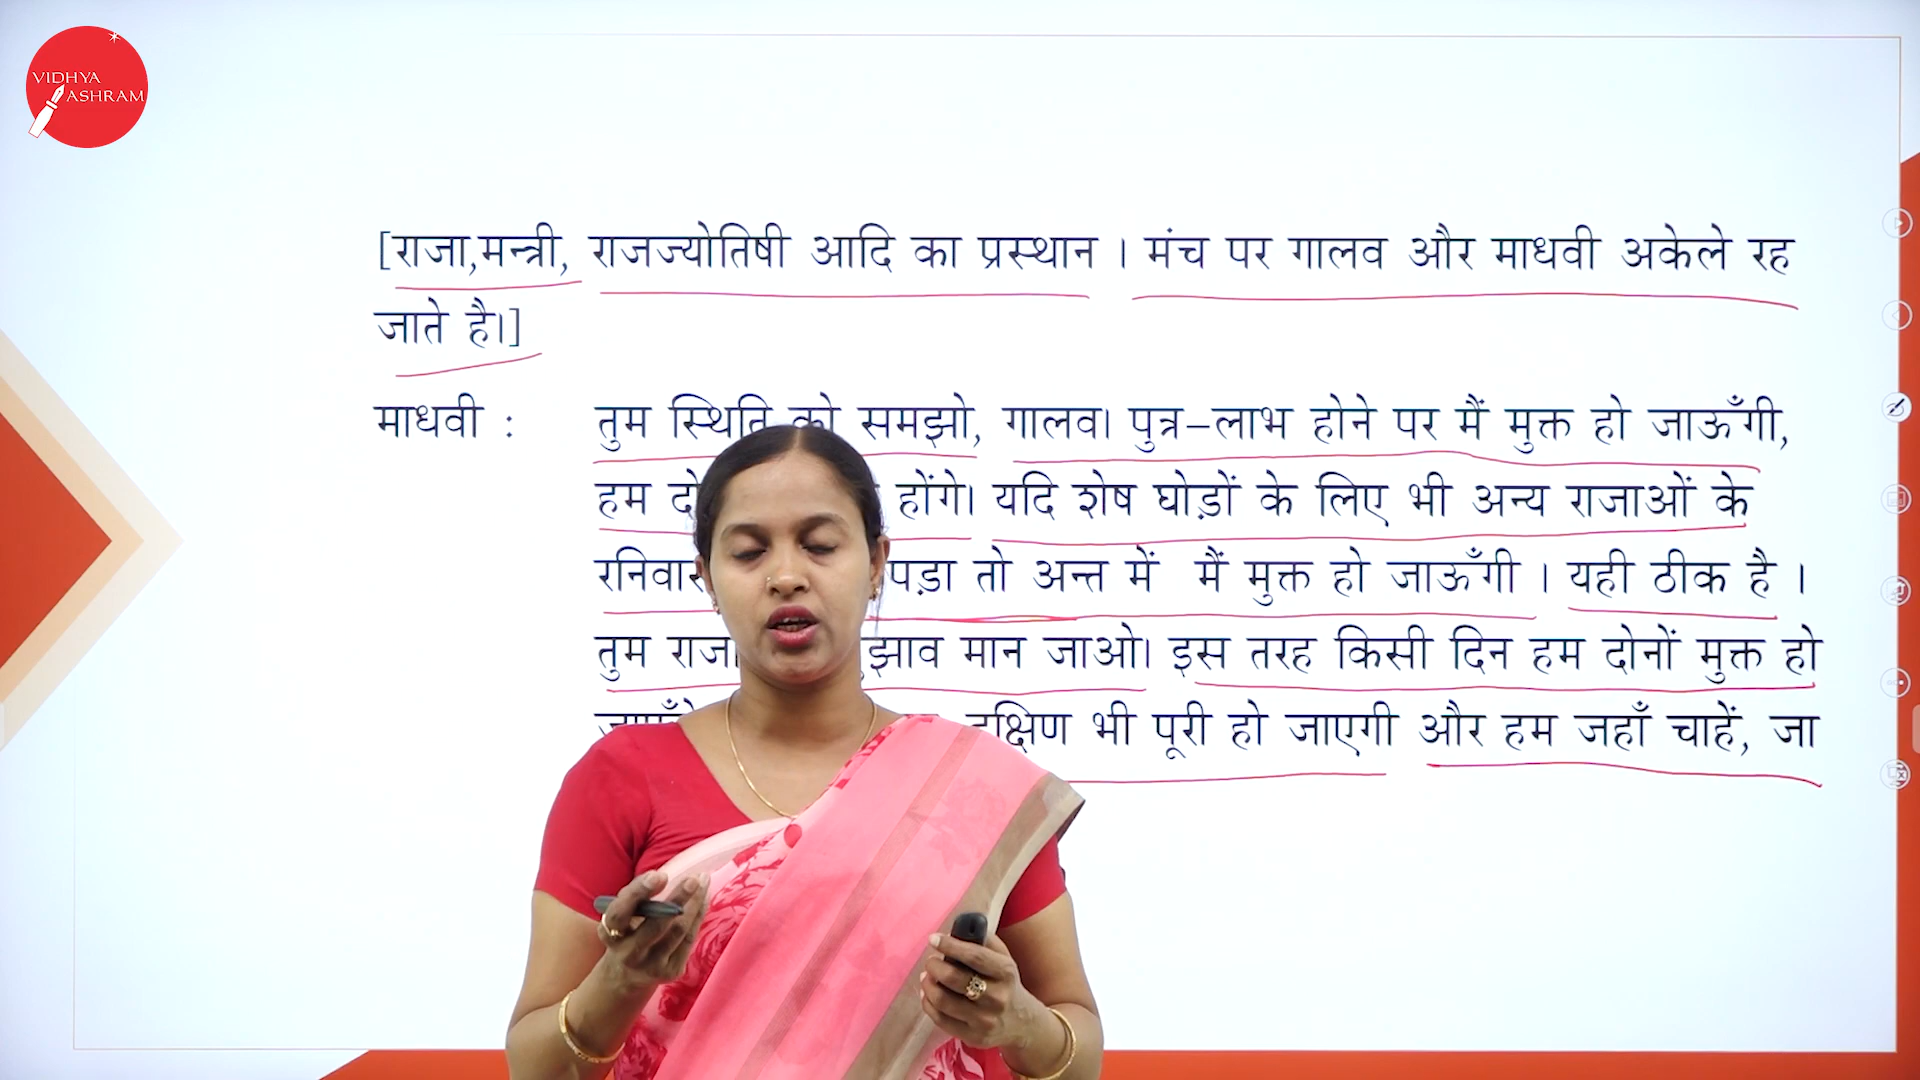 VIDHYA
ASHRAM
[राजा,मन्त्री, राजज्योतिषी आदि का प्रस्थान । मंच पर गालव और माधवी अकेले रह
जाते है।]
माधवी : तुम स्थिति को समझो, गालव। पुत्र–लाभ होने पर मैं मुक्त हो जाऊँगी,
हम होंगे। यदि शेष घोड़ों के लिए भी अन्य राजाओं के
पड़ा तो अन्त में मैं मुक्त हो जाऊँगी । यही ठीक है ।
तुम मान जाओ। इस तरह किसी दिन हम दोनों मुक्त हो
भी पूरी हो जाएगी और हम जहाँ चाहें, जा